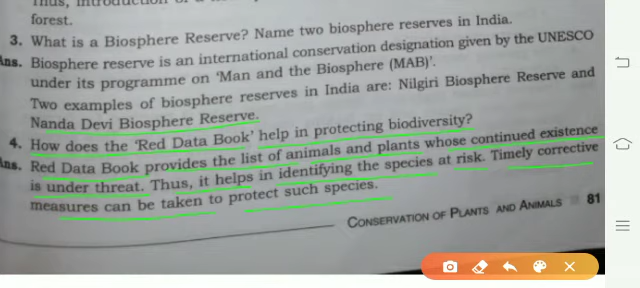 Thus, introduction of
forest.
3. What is a Biosphere Reserve? Name two biosphere reserves in India.
Ans. Biosphere reserve is an international conservation designation given by the UNESCO
under its programme on 'Man and the Biosphere (MAB)'.
Two examples of biosphere reserves in India are: Nilgiri Biosphere Reserve and
Nanda Devi Biosphere Reserve.
4. How does the 'Red Data Book' help in protecting biodiversity?
Ans. Red Data Book provides the list of animals and plants whose continued existence
is under threat. Thus, it helps in identifying the species at risk. Timely corrective
measures can be taken to protect such species.
CONSERVATION OF PLANTS AND ANIMALS 81